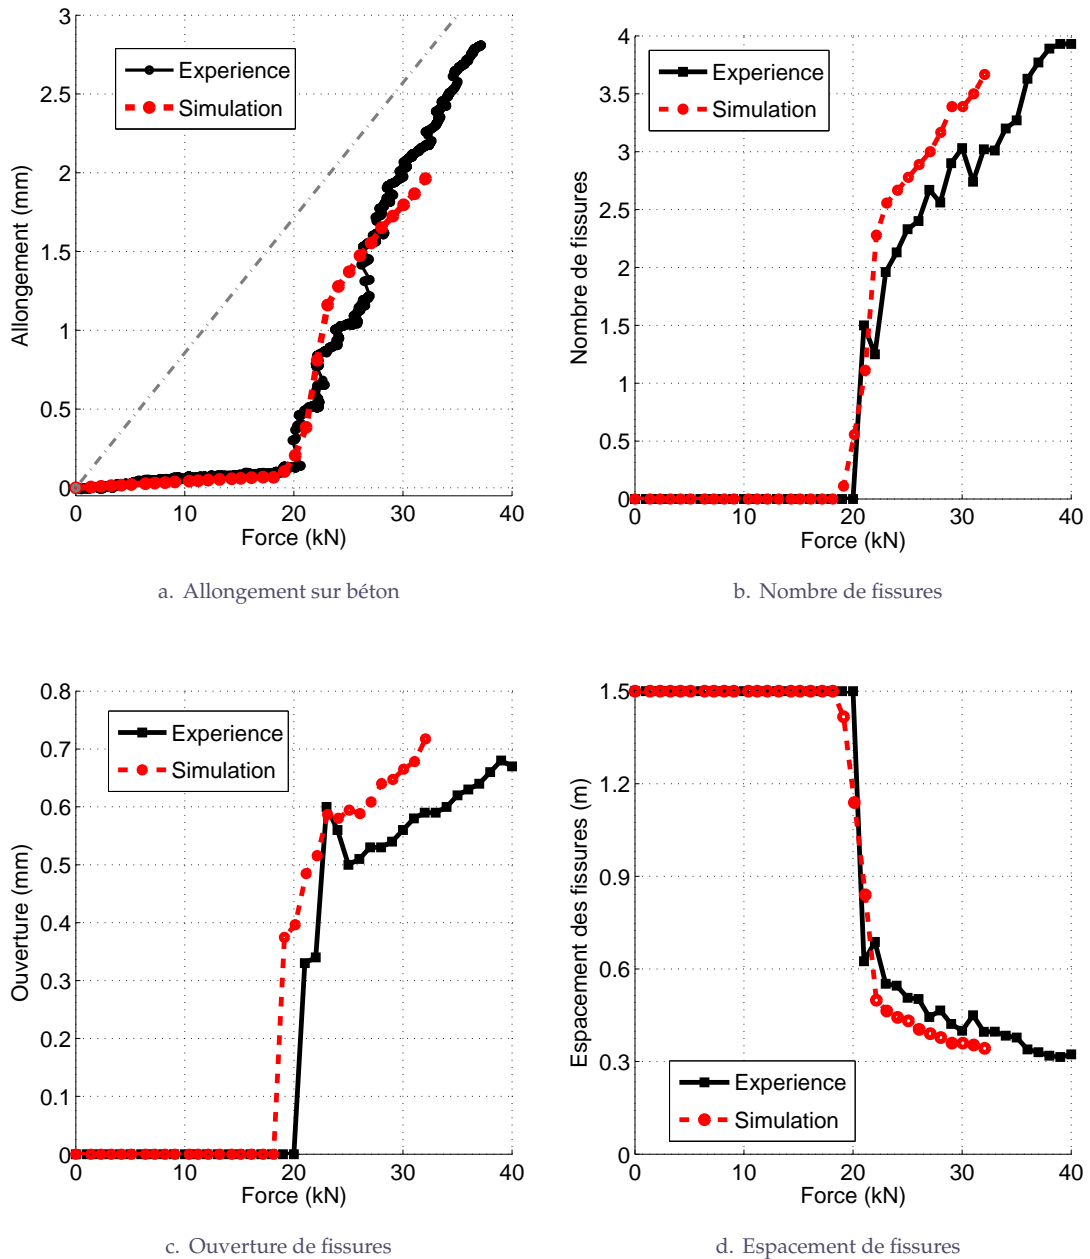 3
2.5
2
1.5
1
0.5
0
Allongement (mm)
Experience
Simulation
0 10 20 30 40
Force (kN)
a. Allongement sur béton
4
3.5
3
2.5
2
1.5
1
0.5
0
Nombre de fissures
Experience
Simulation
0 10 20 30 40
Force (kN)
b. Nombre de fissures
0.8
0.7
0.6
0.5
0.4
0.3
0.2
0.1
0
Ouverture (mm)
Experience
Simulation
0 10 20 30 40
Force (kN)
c. Ouverture de fissures
1.5
1.2
0.9
0.6
0.3
0
Espacement des fissures (m)
Experience
Simulation
0 10 20 30 40
Force (kN)
d. Espacement de fissures